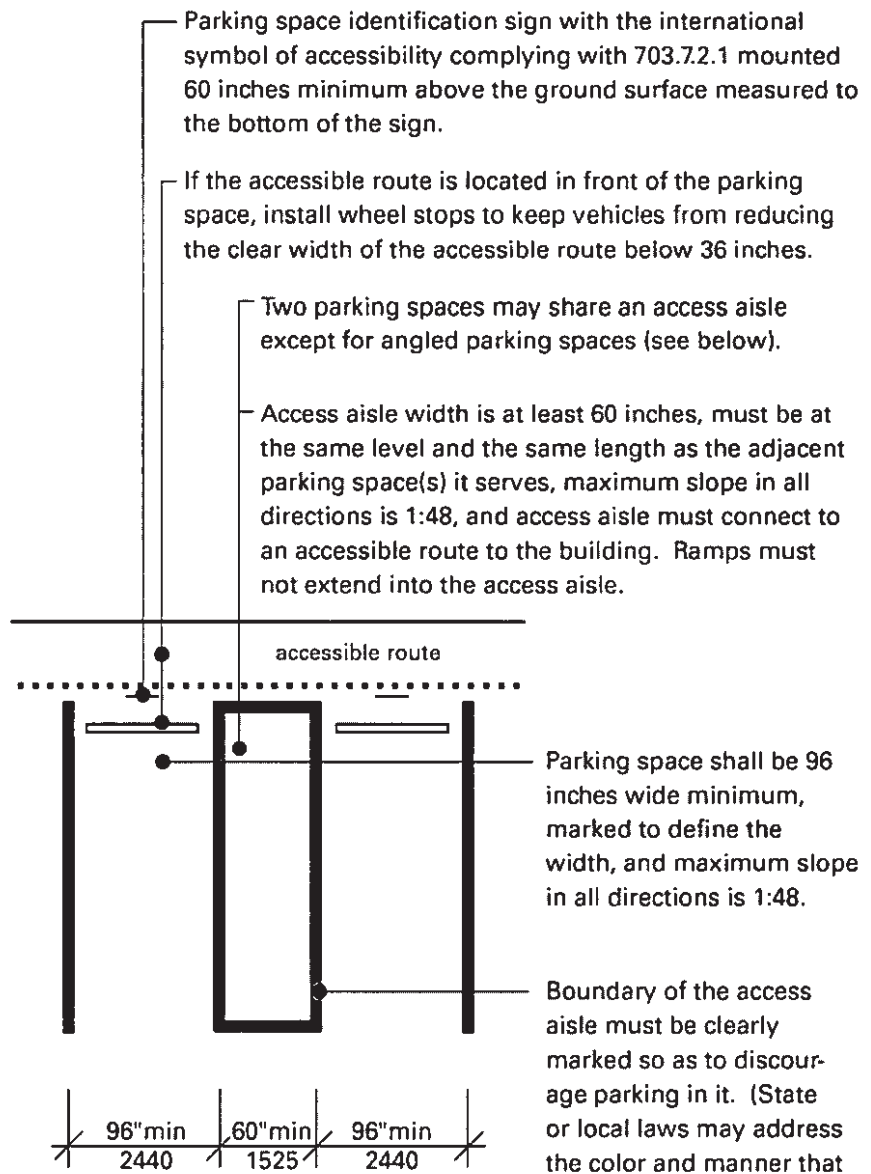 Parking space identification sign with the international
symbol of accessibility complying with 703.7.2.1 mounted
60 inches minimum above the ground surface measured to
the bottom of the sign.
If the accessible route is located in front of the parking
space, install wheel stops to keep vehicles from reducing
the clear width of the accessible route below 36 inches.
Two parking spaces may share an access aisle
except for angled parking spaces (see below).
Access aisle width is at least 60 inches, must be at
the same level and the same length as the adjacent
parking space(s) it serves, maximum slope in all
directions is 1:48, and access aisle must connect to
an accessible route to the building. Ramps must
not extend into the access aisle.
accessible route
Parking space shall be 96
inches wide minimum,
marked to define the
width, and maximum slope
in all directions is 1:48.
Boundary of the access
aisle must be clearly
marked so as to discour-
age parking in it. (State
or local laws may address
the color and manner that
96"min 60"min 96"min
2440 1525 2440